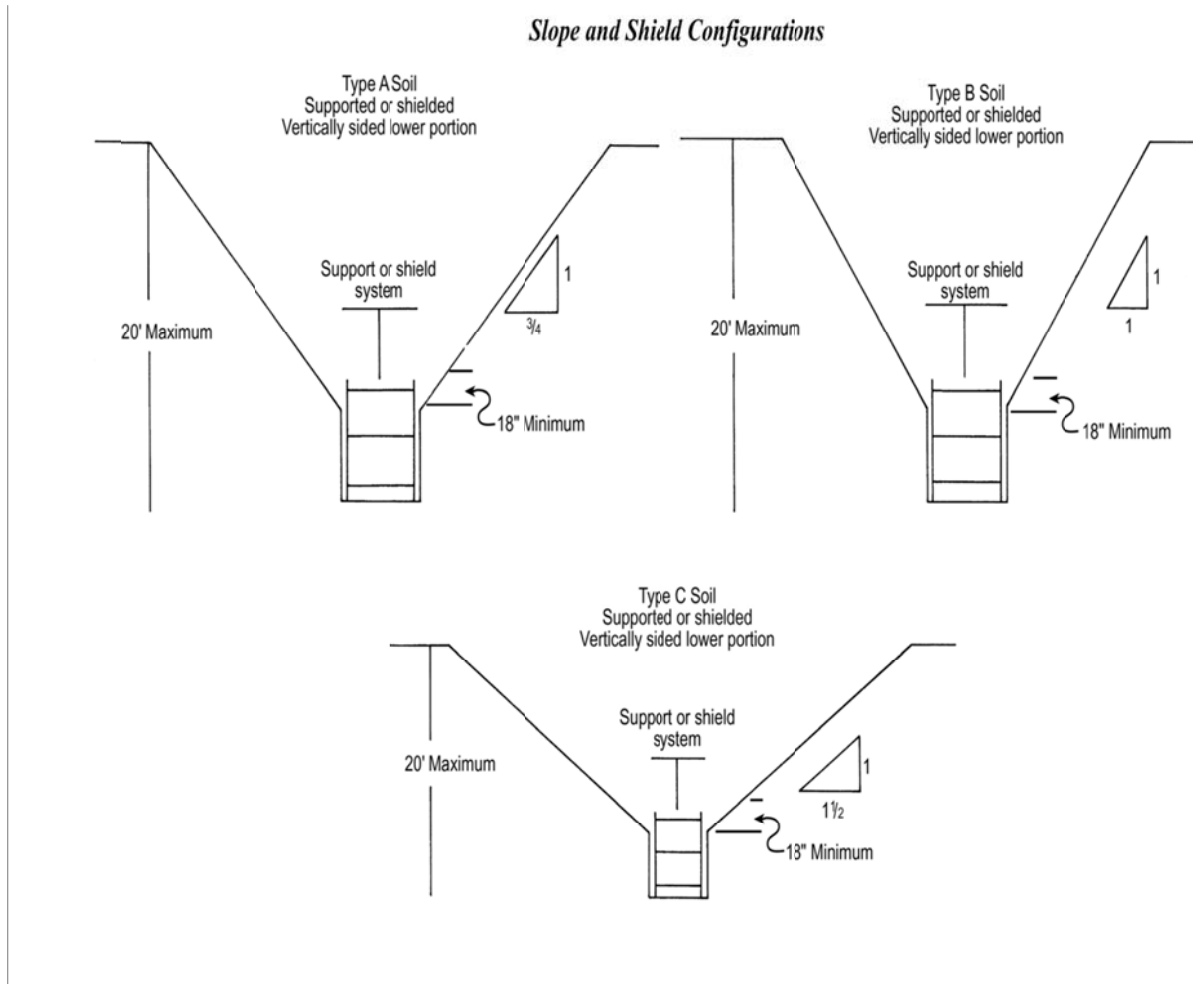 Slope and Shield Configurations
Type A Soil
Supported or shielded
Vertically sided lower portion
Support or shield
system
1
3/4
20' Maximum
18" Minimum
Type B Soil
Supported or shielded
Vertically sided lower portion
Support or shield
system
1
1
20' Maximum
18" Minimum
Type C Soil
Supported or shielded
Vertically sided lower portion
Support or shield
system
20' Maximum
1
1 1/2
18" Minimum